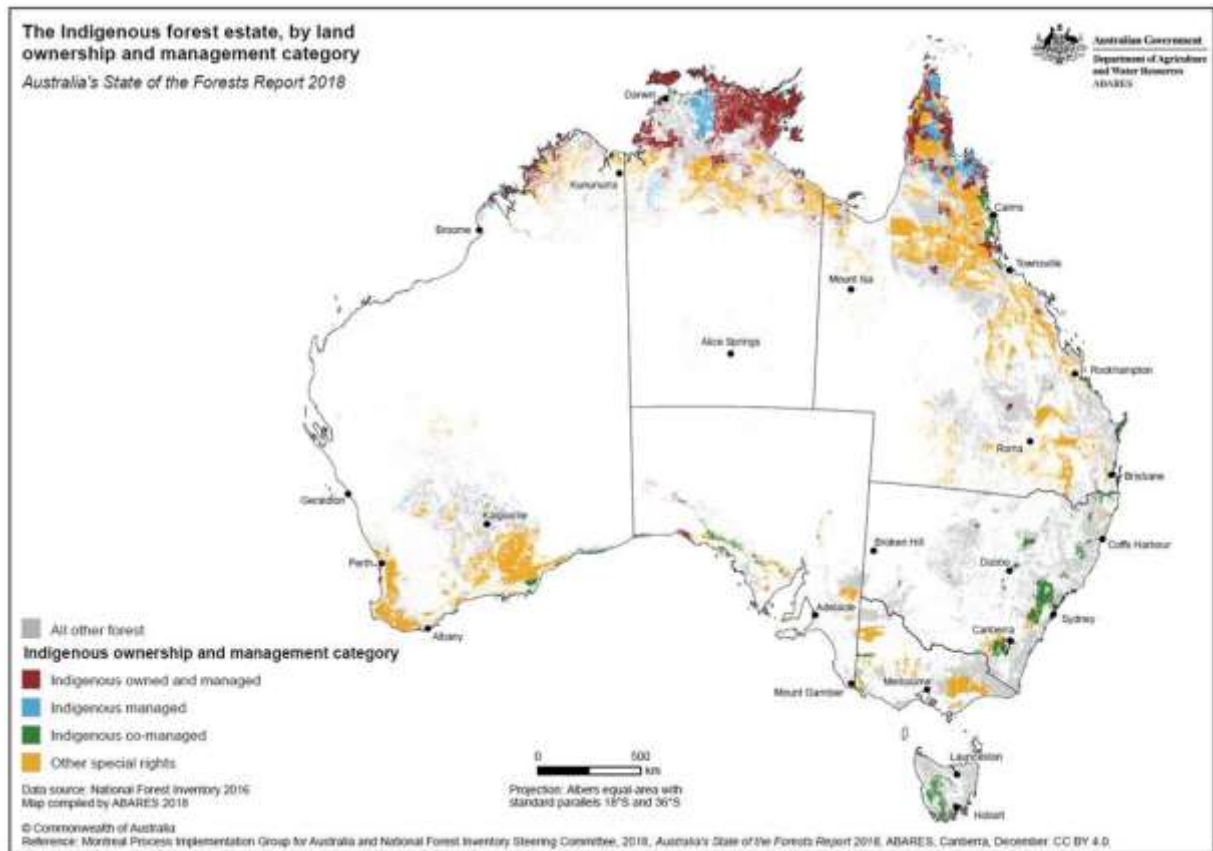 The Indigenous forest estate, by land
ownership and management category
Australia's State of the Forests Report 2018
Australian Government
Department of Agriculture
and Water Resources
ABARES
Darwin
Kununurra
Cairns
Broome
Townsville
Mount Isa
Alice Springs
Rockhampton
Roma
Brisbane
Geraldton
Kalgoorlie
Broken Hill
Coffs Harbour
Perth
Dubbo
Adelaide
Sydney
Albany
Canberra
Mount Gambier
Melbourne
Launceston
Hobart
All other forest
Indigenous ownership and management category
Indigenous owned and managed
Indigenous managed
Indigenous co-managed
Other special rights
0 500
km
Projection: Albers equal-area with
standard parallels 18°S and 36°S
Data source: National Forest Inventory 2016
Map compiled by ABARES 2018
© Commonwealth of Australia
Reference: Montreal Process Implementation Group for Australia and National Forest Inventory Steering Committee, 2018, Australia's State of the Forests Report 2018, ABARES, Canberra, December. CC BY 4.0.